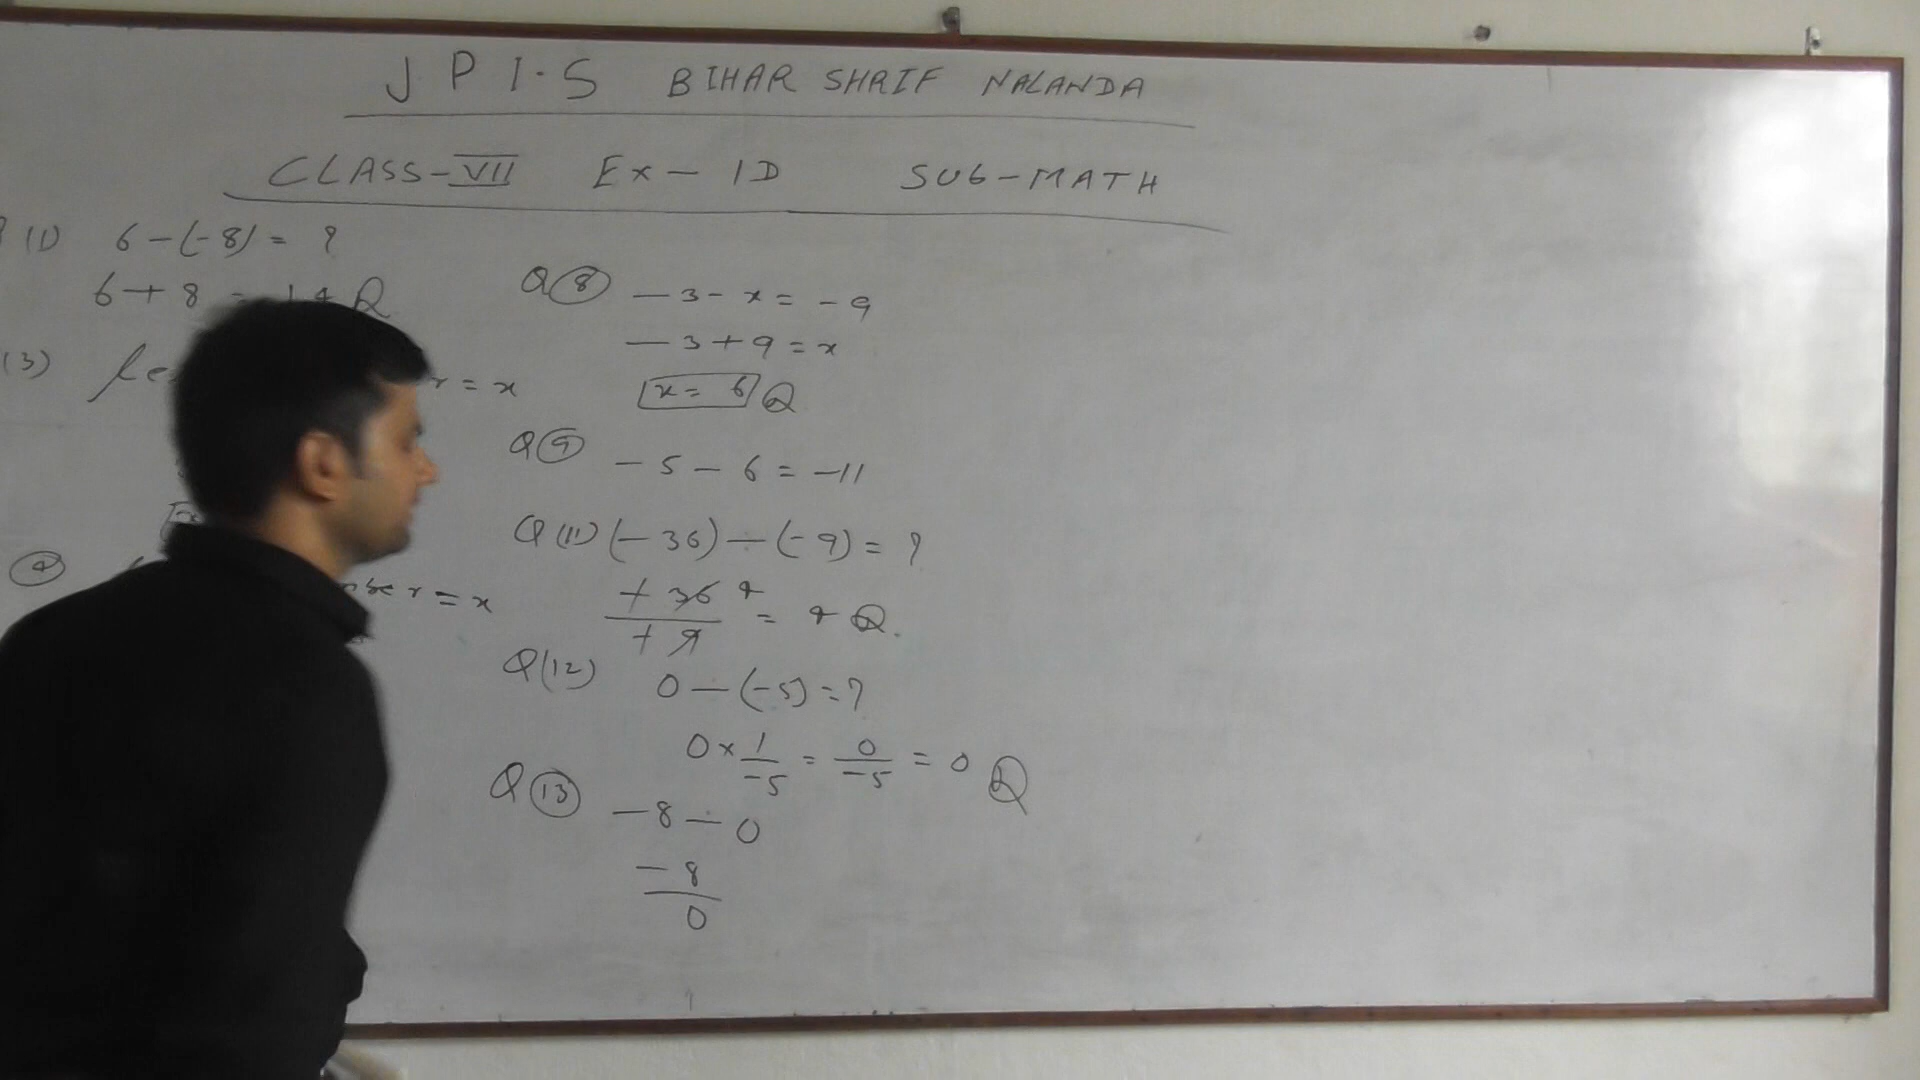 J P I.S BIHAR SHRIF NALANDA
CLASS-VII Ex- 1D SUB-MATH
(1) 6-(-8) = ?
6+8 = 14 Q
(3) r = x
(4) r = x
Q(8) -3-x = -9
-3+9 = x
x = 6 Q
Q(9) -5-6 = -11
Q(11) (-36) ÷ (-9) = ?
+36/+9 4 = 4 Q.
Q(12) 0 ÷ (-5) = ?
0 × 1/-5 = 0/-5 = 0 Q
Q(13) -8 ÷ 0
-8/0